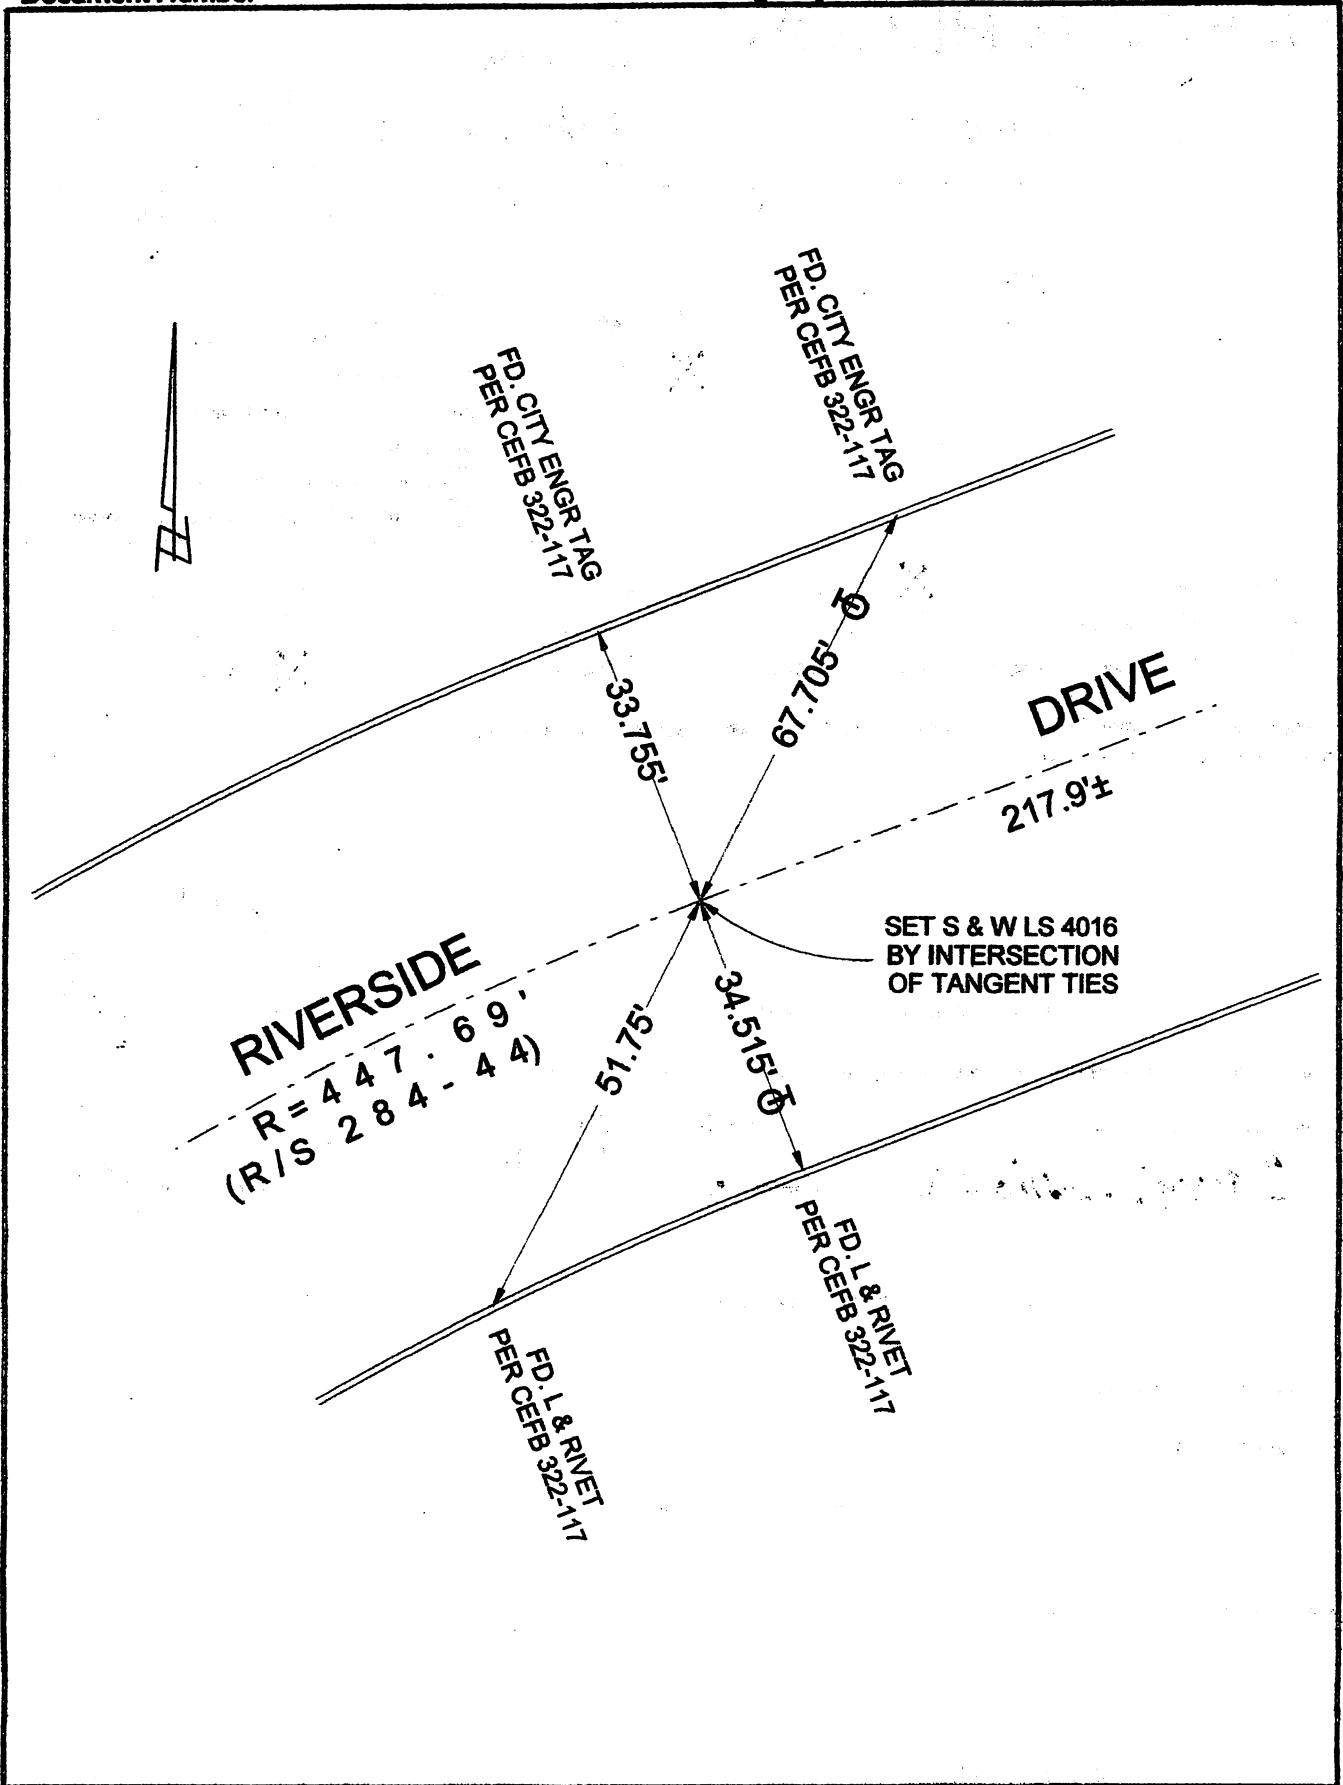 FD. CITY ENGR TAG
PER CEFB 322-117
FD. CITY ENGR TAG
PER CEFB 322-117
33.755'
67.705'
DRIVE
217.9'±
SET S & W LS 4016
BY INTERSECTION
OF TANGENT TIES
RIVERSIDE
R = 447.69'
(R/S 284-44)
51.75'
34.515'
FD. L & RIVET
PER CEFB 322-117
FD. L & RIVET
PER CEFB 322-117